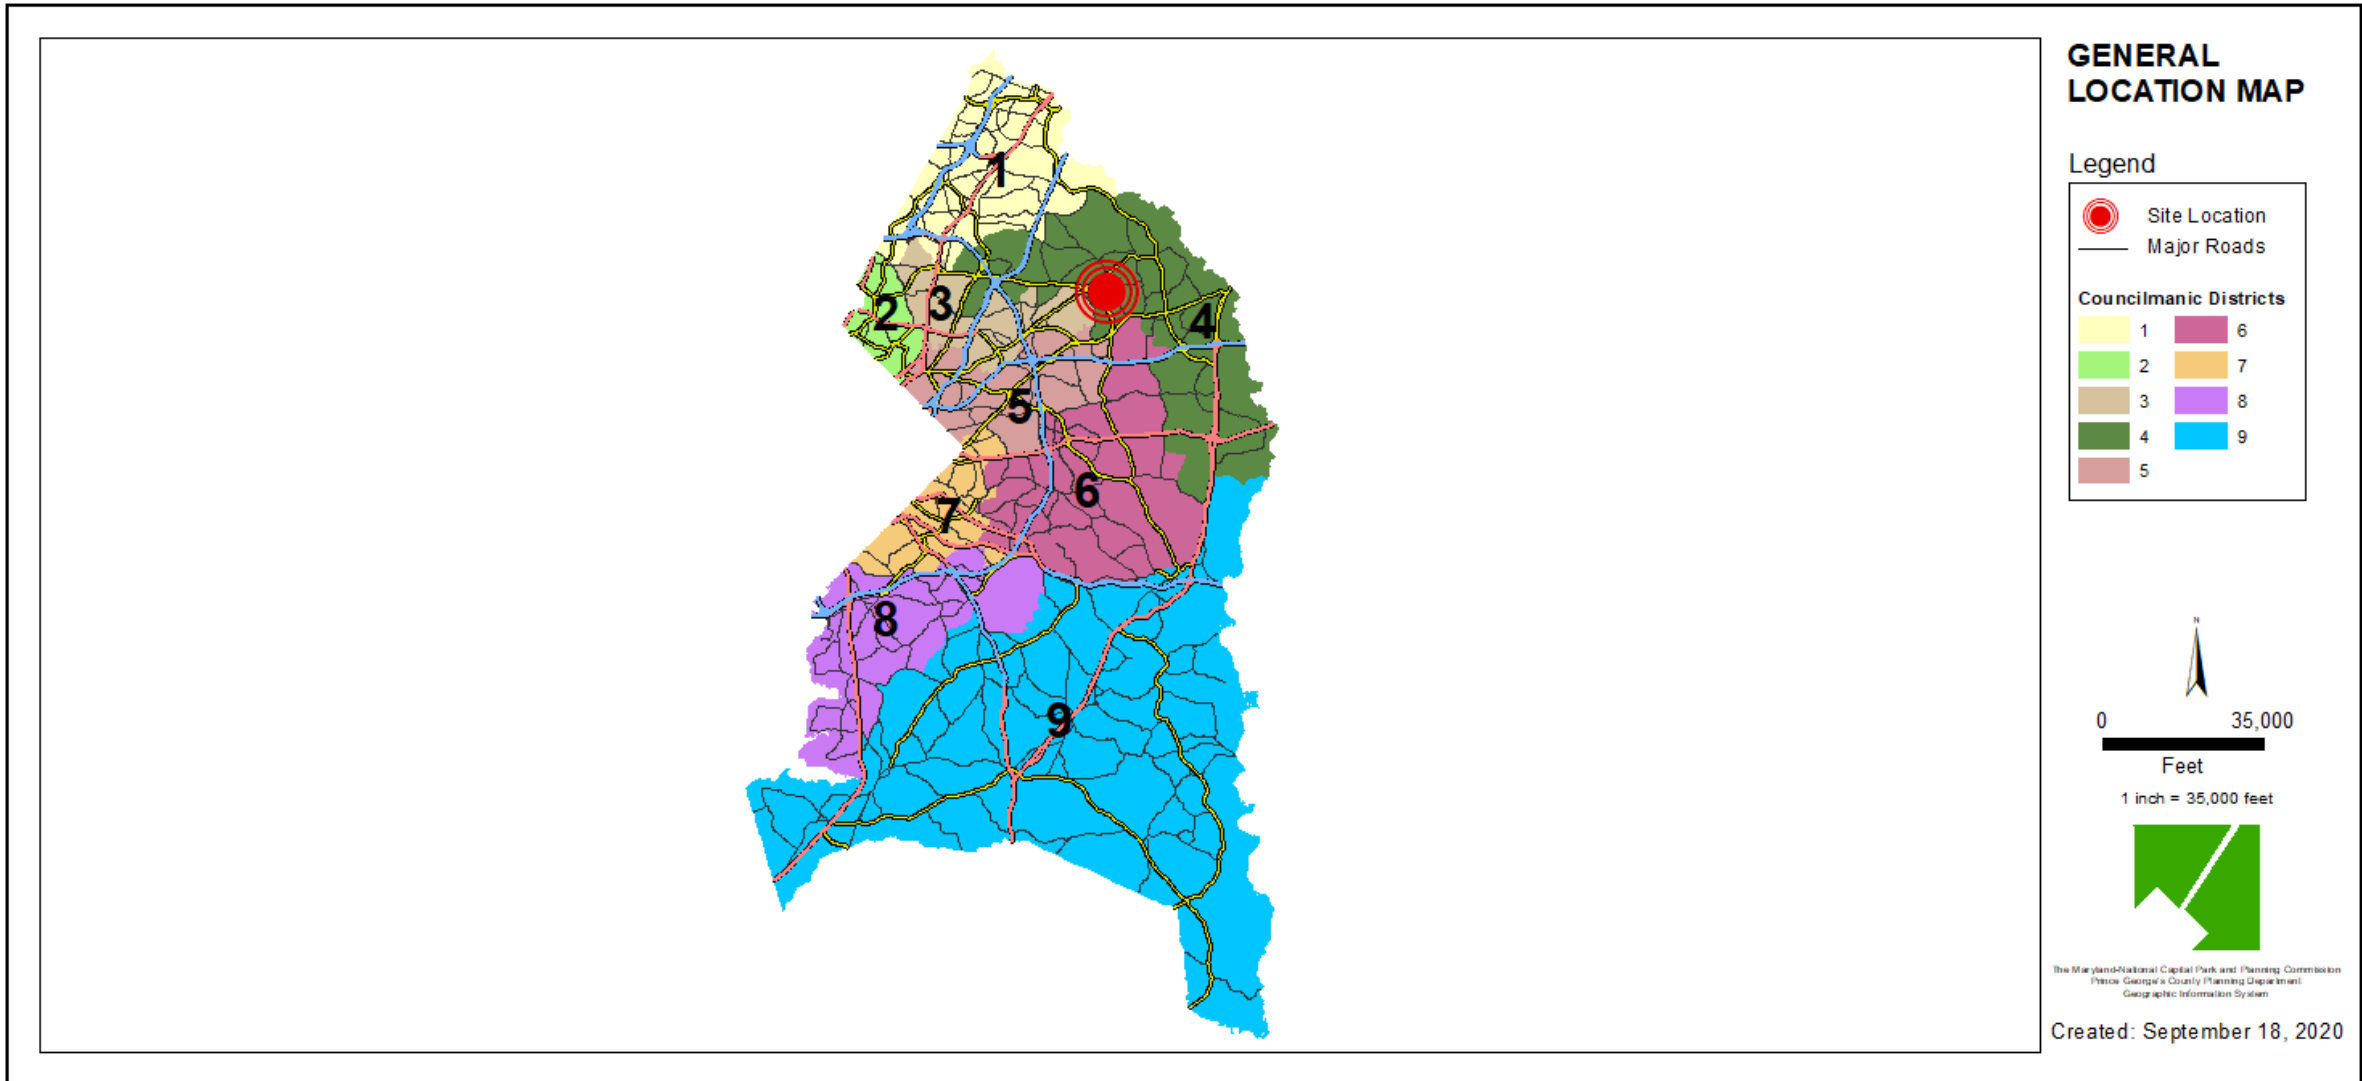 GENERAL
LOCATION MAP
Legend
Site Location
Major Roads
Councilmanic Districts
1 6
2 7
3 8
4 9
5
1
2
3
4
5
6
7
8
9
N
0 35,000
Feet
1 inch = 35,000 feet
The Maryland-National Capital Park and Planning Commission
Prince George's County Planning Department
Geographic Information System
Created: September 18, 2020